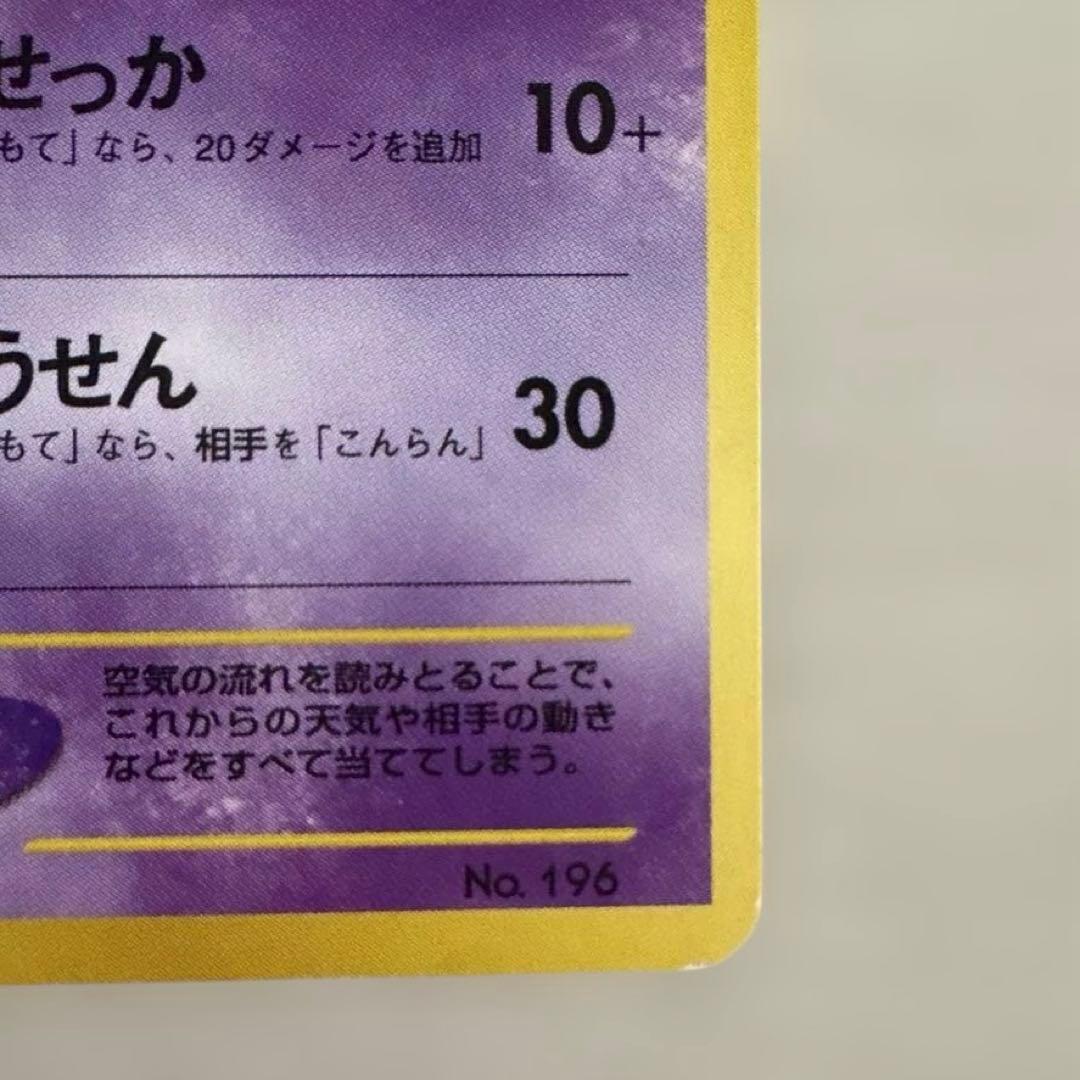 せっか 10+
もて」なら、20ダメージを追加
うせん 30
もて」なら、相手を「こんらん」
空気の流れを読みとることで、
これからの天気や相手の動き
などをすべて当ててしまう。
No. 196